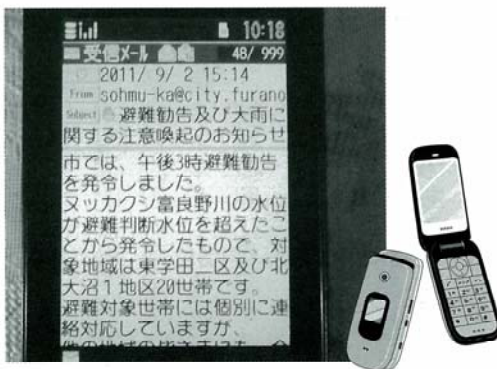 10:18
受信メール 48/ 999
2011/ 9/ 2 15:14
From sohmu-ka@city.furano
Subject 避難勧告及び大雨に
関する注意喚起のお知らせ
市では、午後3時避難勧告
を発令しました。
ヌッカクシ富良野川の水位
が避難判断水位を超えたこ
とから発令したもので、対
象地域は東学田二区及び北
大沼1地区20世帯です。
避難対象世帯には個別に連
絡対応していますが、